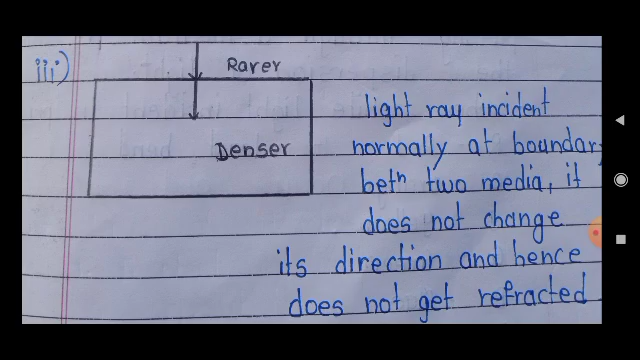 iii)
Rarer
Denser
light ray incident
normally at boundary
betn two media, it
does not change
its direction and hence
does not get refracted